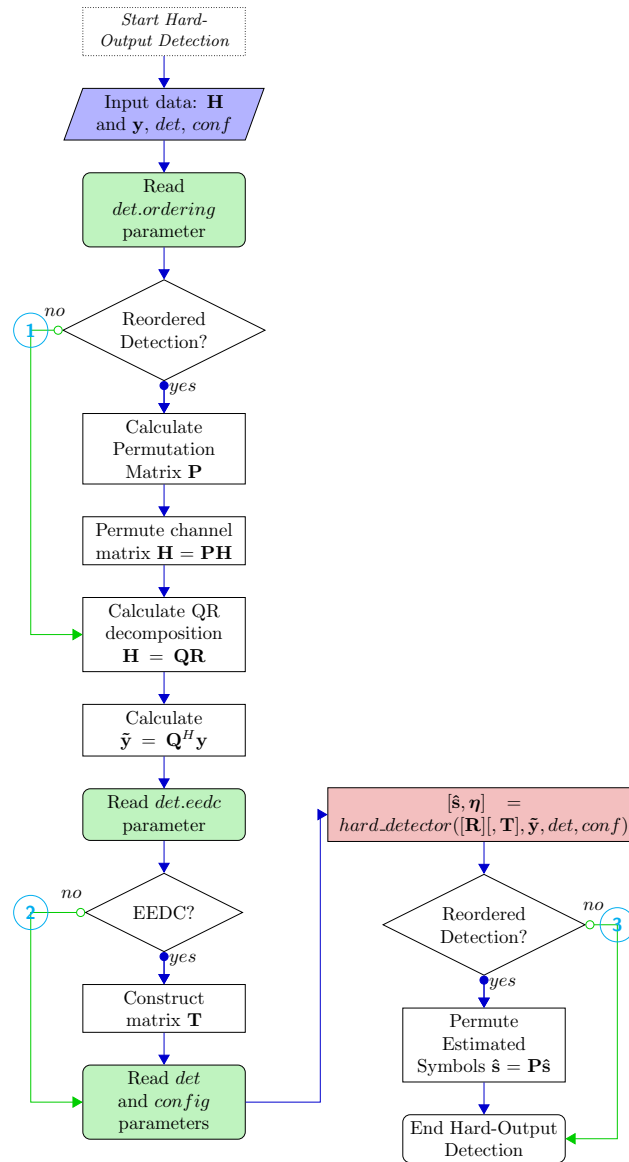 Start Hard-
Output Detection
Input data: H
and y, det, conf
Read
det.ordering
parameter
no
1
Reordered
Detection?
yes
Calculate
Permutation
Matrix P
Permute channel
matrix H = PH
Calculate QR
decomposition
H = QR
Calculate
ỹ = Q^H y
Read det.eedc
parameter
no
2
EEDC?
yes
Construct
matrix T
Read det
and config
parameters
[ŝ, η] =
hard_detector([R][, T], ỹ, det, conf)
Reordered
Detection?
no
3
yes
Permute
Estimated
Symbols ŝ = Pŝ
End Hard-Output
Detection